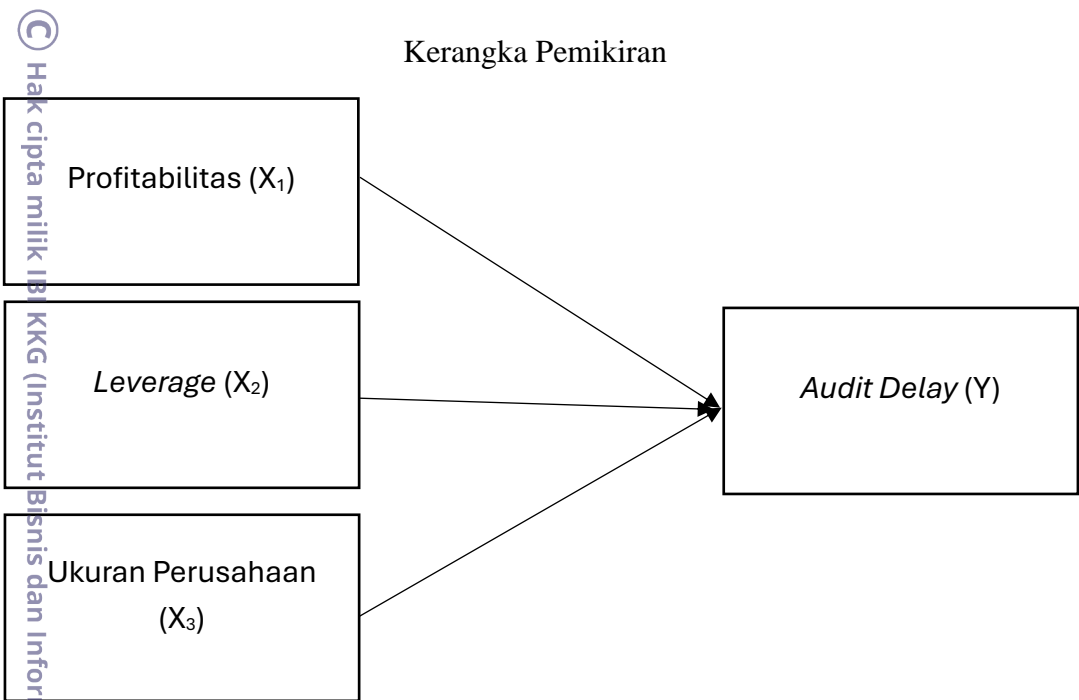 Kerangka Pemikiran
© Hak cipta milik IBI KKG (Institut Bisnis dan Infor
Profitabilitas (X₁)
Leverage (X₂)
Audit Delay (Y)
Ukuran Perusahaan
(X₃)